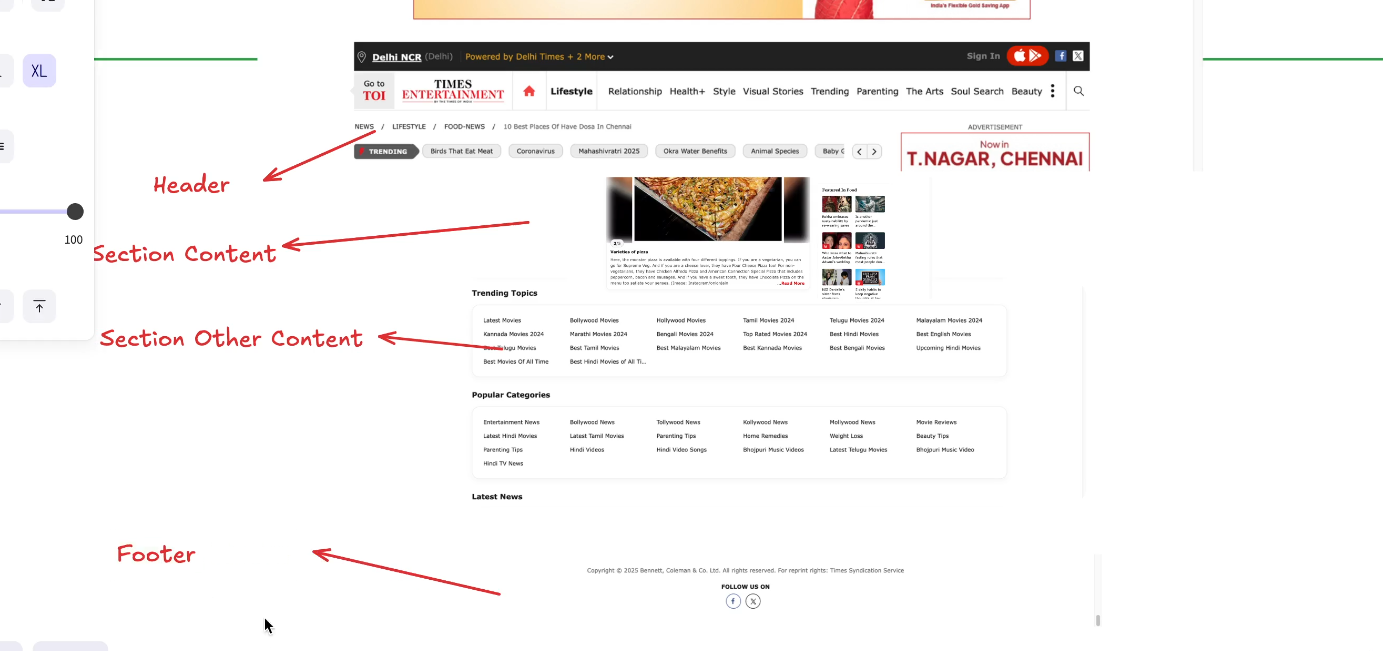 India's Flexible Gold Saving App
XL
Delhi NCR (Delhi) Powered by Delhi Times + 2 More Sign In
Go to TOI
TIMES ENTERTAINMENT
BY THE TIMES OF INDIA
Lifestyle Relationship Health+ Style Visual Stories Trending Parenting The Arts Soul Search Beauty
NEWS / LIFESTYLE / FOOD-NEWS / 10 Best Places Of Have Dosa In Chennai
ADVERTISEMENT
TRENDING Birds That Eat Meat Coronavirus Mahashivratri 2025 Okra Water Benefits Animal Species Baby G
Now in
T.NAGAR, CHENNAI
Header
100
Section Content
Featured In Food
2/5
Varieties of pizza
...Read More
Trending Topics
Section Other Content
Latest Movies Bollywood Movies Hollywood Movies Tamil Movies 2024 Telugu Movies 2024 Malayalam Movies 2024
Kannada Movies 2024 Marathi Movies 2024 Bengali Movies 2024 Top Rated Movies 2024 Best Hindi Movies Best English Movies
Telugu Movies Best Tamil Movies Best Malayalam Movies Best Kannada Movies Best Bengali Movies Upcoming Hindi Movies
Best Movies Of All Time Best Hindi Movies of All Ti...
Popular Categories
Entertainment News Bollywood News Tollywood News Kollywood News Mollywood News Movie Reviews
Latest Hindi Movies Latest Tamil Movies Parenting Tips Home Remedies Weight Loss Beauty Tips
Parenting Tips Hindi Videos Hindi Video Songs Bhojpuri Music Videos Latest Telugu Movies Bhojpuri Music Video
Hindi TV News
Latest News
Footer
Copyright © 2025 Bennett, Coleman & Co. Ltd. All rights reserved. For reprint rights: Times Syndication Service
FOLLOW US ON